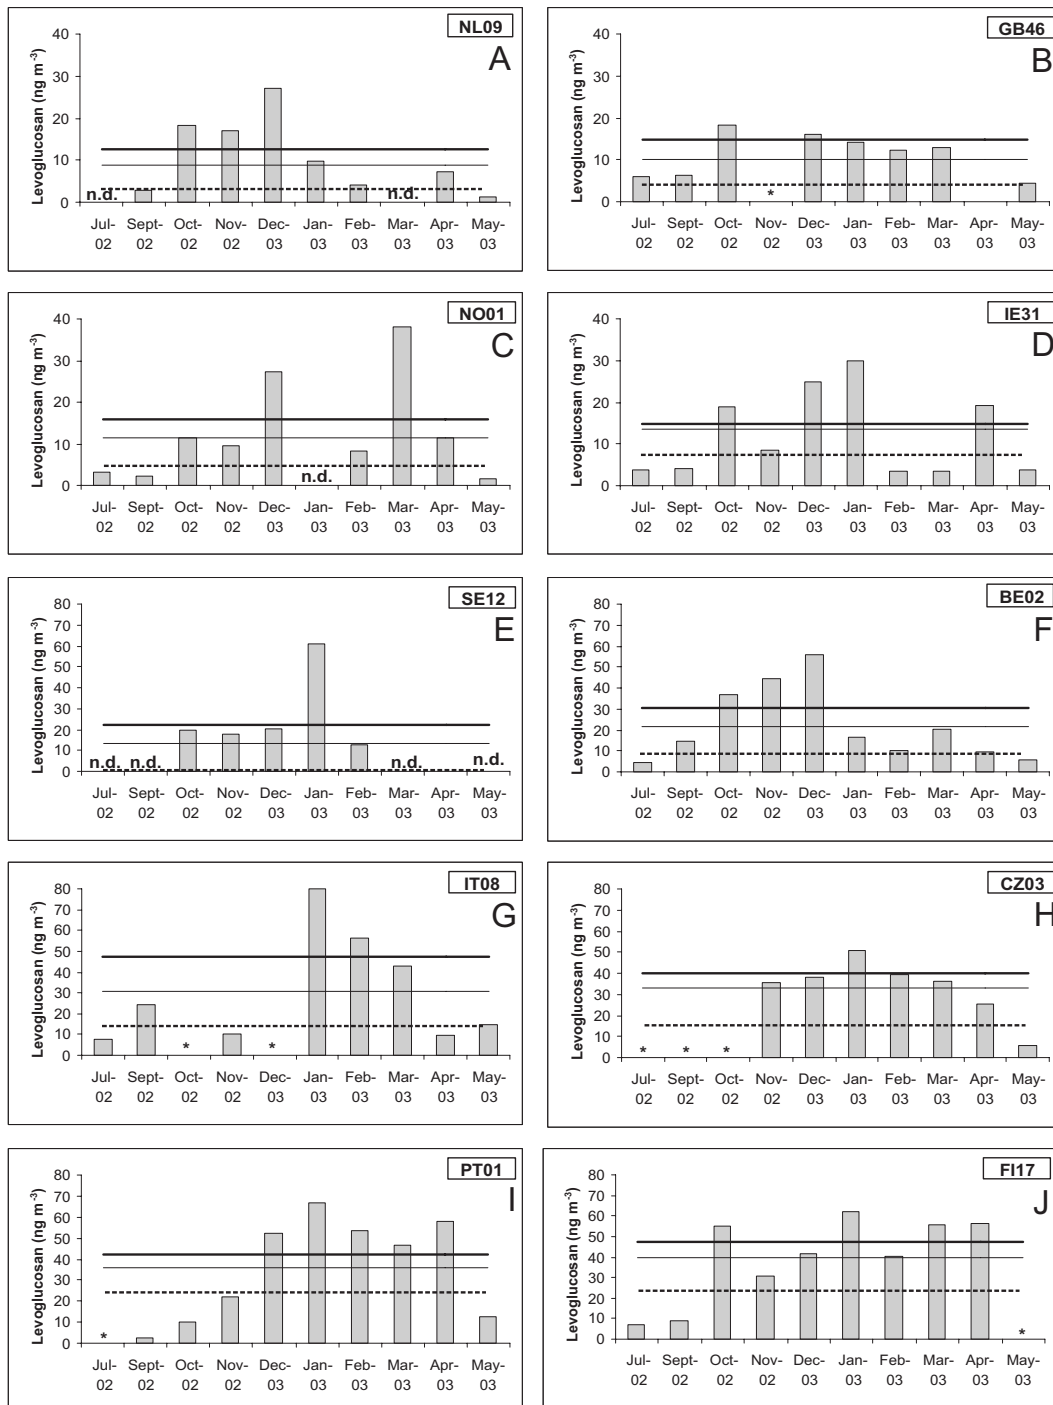 NL09
A
Levoglucosan (ng m-3)
40
30
20
10
0
n.d.
n.d.
Jul- Sept- Oct- Nov- Dec- Jan- Feb- Mar- Apr- May-
02 02 02 02 03 03 03 03 03 03
GB46
B
Levoglucosan (ng m-3)
40
30
20
10
0
*
Jul- Sept- Oct- Nov- Dec- Jan- Feb- Mar- Apr- May-
02 02 02 02 03 03 03 03 03 03
NO01
C
Levoglucosan (ng m-3)
40
30
20
10
0
n.d.
Jul- Sept- Oct- Nov- Dec- Jan- Feb- Mar- Apr- May-
02 02 02 02 03 03 03 03 03 03
IE31
D
Levoglucosan (ng m-3)
40
30
20
10
0
Jul- Sept- Oct- Nov- Dec- Jan- Feb- Mar- Apr- May-
02 02 02 02 03 03 03 03 03 03
SE12
E
Levoglucosan (ng m-3)
80
70
60
50
40
30
20
10
0
n.d. n.d. n.d. n.d.
Jul- Sept- Oct- Nov- Dec- Jan- Feb- Mar- Apr- May-
02 02 02 02 03 03 03 03 03 03
BE02
F
Levoglucosan (ng m-3)
80
70
60
50
40
30
20
10
0
Jul- Sept- Oct- Nov- Dec- Jan- Feb- Mar- Apr- May-
02 02 02 02 03 03 03 03 03 03
IT08
G
Levoglucosan (ng m-3)
80
70
60
50
40
30
20
10
0
* *
Jul- Sept- Oct- Nov- Dec- Jan- Feb- Mar- Apr- May-
02 02 02 02 03 03 03 03 03 03
CZ03
H
Levoglucosan (ng m-3)
80
70
60
50
40
30
20
10
0
* * *
Jul- Sept- Oct- Nov- Dec- Jan- Feb- Mar- Apr- May-
02 02 02 02 03 03 03 03 03 03
PT01
I
Levoglucosan (ng m-3)
80
70
60
50
40
30
20
10
0
*
Jul- Sept- Oct- Nov- Dec- Jan- Feb- Mar- Apr- May-
02 02 02 02 03 03 03 03 03 03
FI17
J
Levoglucosan (ng m-3)
80
70
60
50
40
30
20
10
0
*
Jul- Sept- Oct- Nov- Dec- Jan- Feb- Mar- Apr- May-
02 02 02 02 03 03 03 03 03 03